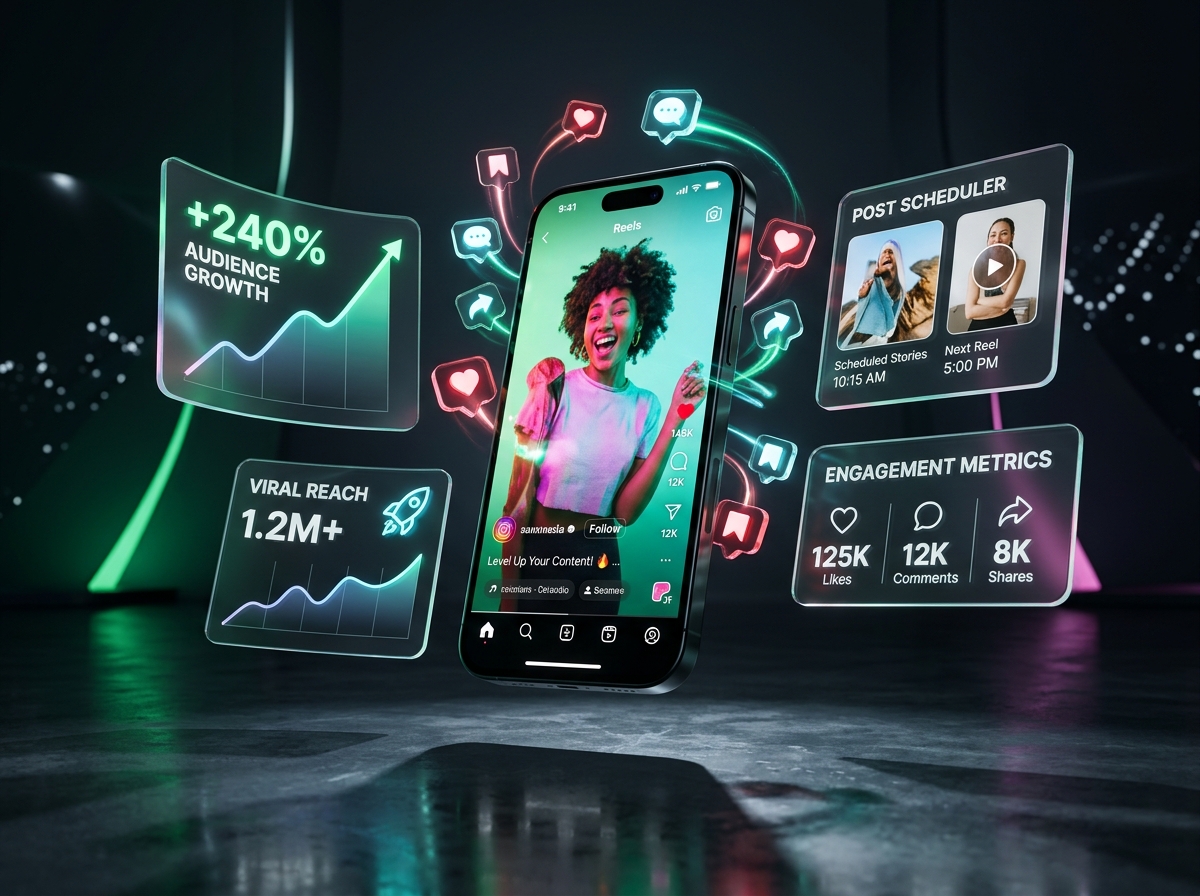 +240%
AUDIENCE
GROWTH
VIRAL REACH
1.2M+
9:41
Reels
12K
12K
Follow
Level Up Your Content! 🔥 ...
POST SCHEDULER
Scheduled Stories
10:15 AM
Next Reel
5:00 PM
ENGAGEMENT METRICS
125K
Likes
12K
Comments
8K
Shares